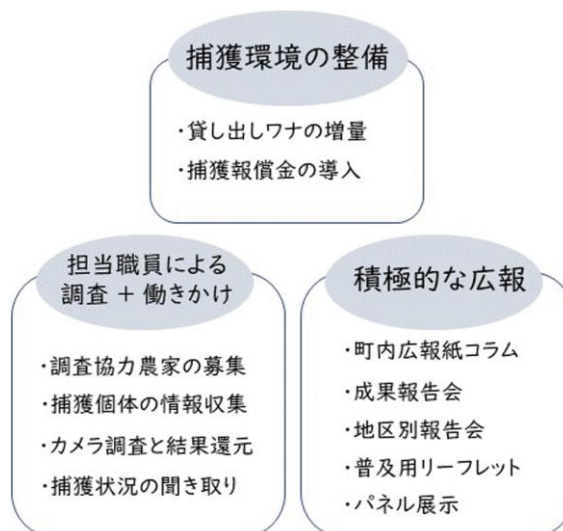 捕獲環境の整備
・貸し出しワナの増量
・捕獲報償金の導入
担当職員による
調査 + 働きかけ
・調査協力農家の募集
・捕獲個体の情報収集
・カメラ調査と結果還元
・捕獲状況の聞き取り
積極的な広報
・町内広報紙コラム
・成果報告会
・地区別報告会
・普及用リーフレット
・パネル展示